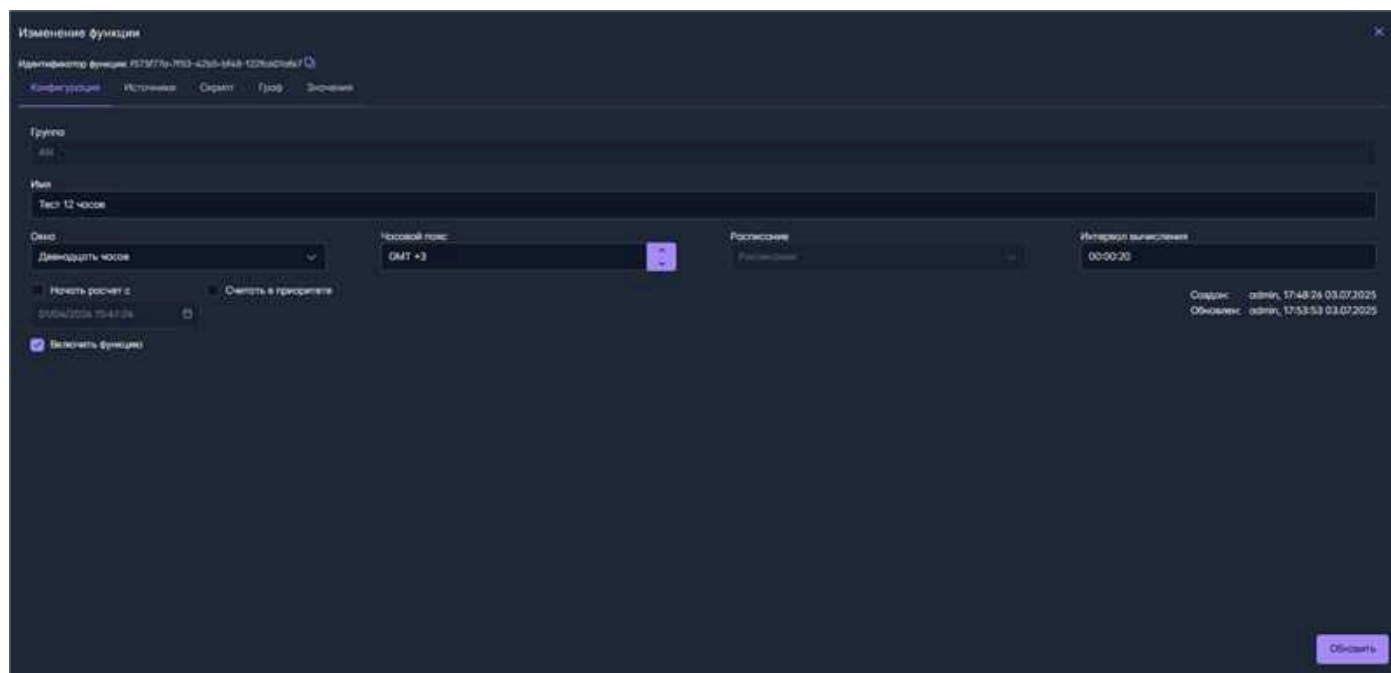 Изменение функции
Идентификатор функции
Конфигурация Источники Скрипт Граф Значения
Группа
Имя
Тест 12 часов
Окно Часовой пояс Расписание Интервал вычисления
Двенадцать часов GMT +3 Расписание 00:00:20
Начать расчет с Считать в приоритете
Создан: admin, 17:48:26 03.07.2025
Обновлен: admin, 17:53:53 03.07.2025
Включить функцию
Обновить